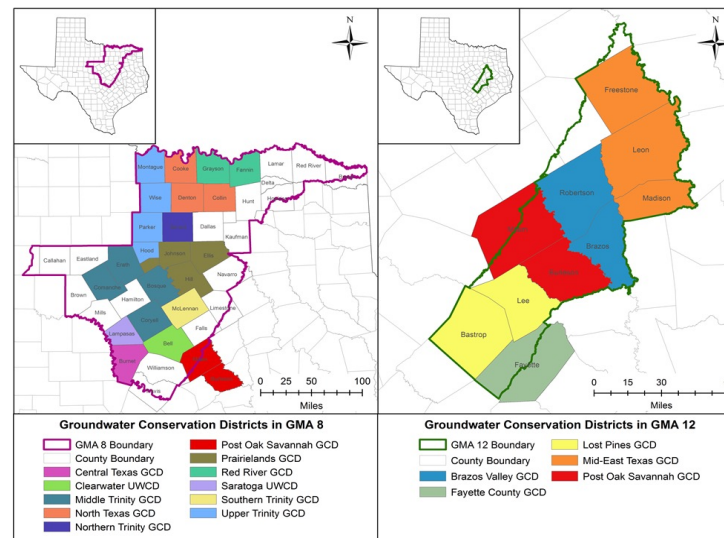 N
N
Montague
Cooke
Grayson
Fannin
Lamar
Red River
Delta
Wise
Denton
Collin
Hunt
Parker
Dallas
Kaufman
Hood
Johnson
Ellis
Callahan
Eastland
Erath
Navarro
Comanche
Bosque
Hill
Brown
Hamilton
McLennan
Limestone
Mills
Coryell
Falls
Lampasas
Bell
Burnet
Williamson
0 25 50 100
Miles
Freestone
Leon
Robertson
Madison
Brazos
Lee
Bastrop
Fayette
0 15 30 60
Miles
Groundwater Conservation Districts in GMA 8
GMA 8 Boundary
County Boundary
Central Texas GCD
Clearwater UWCD
Middle Trinity GCD
North Texas GCD
Northern Trinity GCD
Post Oak Savannah GCD
Prairielands GCD
Red River GCD
Saratoga UWCD
Southern Trinity GCD
Upper Trinity GCD
Groundwater Conservation Districts in GMA 12
GMA 12 Boundary
County Boundary
Brazos Valley GCD
Fayette County GCD
Lost Pines GCD
Mid-East Texas GCD
Post Oak Savannah GCD